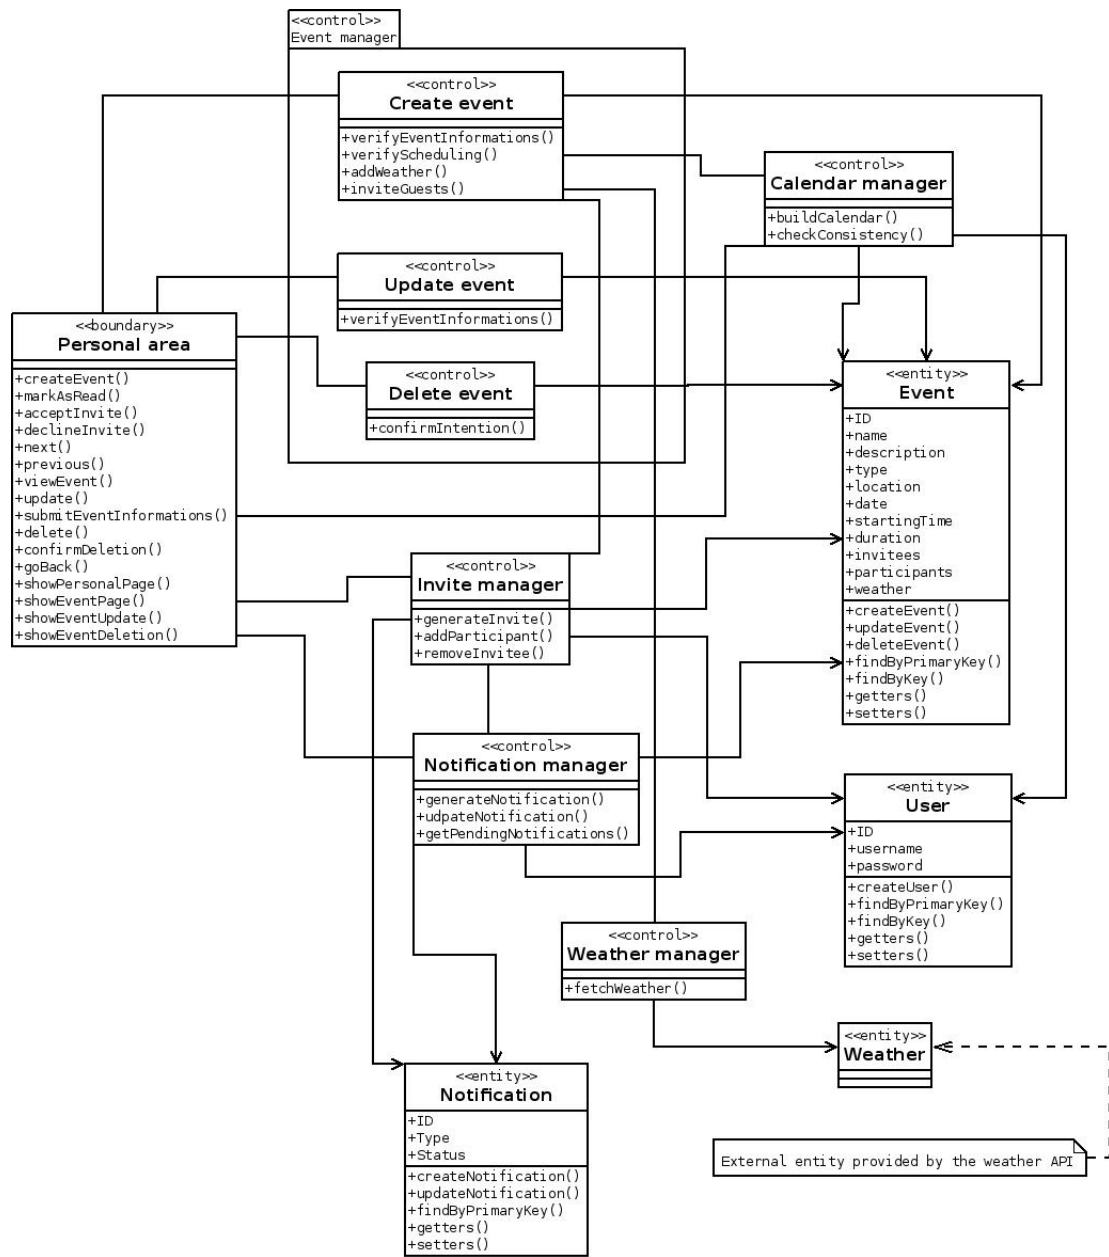 <<control>>
Event manager
<<control>>
Create event
+verifyEventInformations()
+verifyScheduling()
+addWeather()
+inviteGuests()
<<control>>
Calendar manager
+buildCalendar()
+checkConsistency()
<<control>>
Update event
+verifyEventInformations()
<<boundary>>
Personal area
+createEvent()
+markAsRead()
+acceptInvite()
+declineInvite()
+next()
+previous()
+viewEvent()
+update()
+submitEventInformations()
+delete()
+confirmDeletion()
+goBack()
+showPersonalPage()
+showEventPage()
+showEventUpdate()
+showEventDeletion()
<<control>>
Delete event
+confirmIntention()
<<entity>>
Event
+ID
+name
+description
+type
+location
+date
+startingTime
+duration
+invitees
+participants
+weather
+createEvent()
+updateEvent()
+deleteEvent()
+findByPrimaryKey()
+findByKey()
+getters()
+setters()
<<control>>
Invite manager
+generateInvite()
+addParticipant()
+removeInvitee()
<<control>>
Notification manager
+generateNotification()
+udpateNotification()
+getPendingNotifications()
<<entity>>
User
+ID
+username
+password
+createUser()
+findByPrimaryKey()
+findByKey()
+getters()
+setters()
<<control>>
Weather manager
+fetchWeather()
<<entity>>
Weather
<<entity>>
Notification
+ID
+Type
+Status
+createNotification()
+updateNotification()
+findByPrimaryKey()
+getters()
+setters()
External entity provided by the weather API